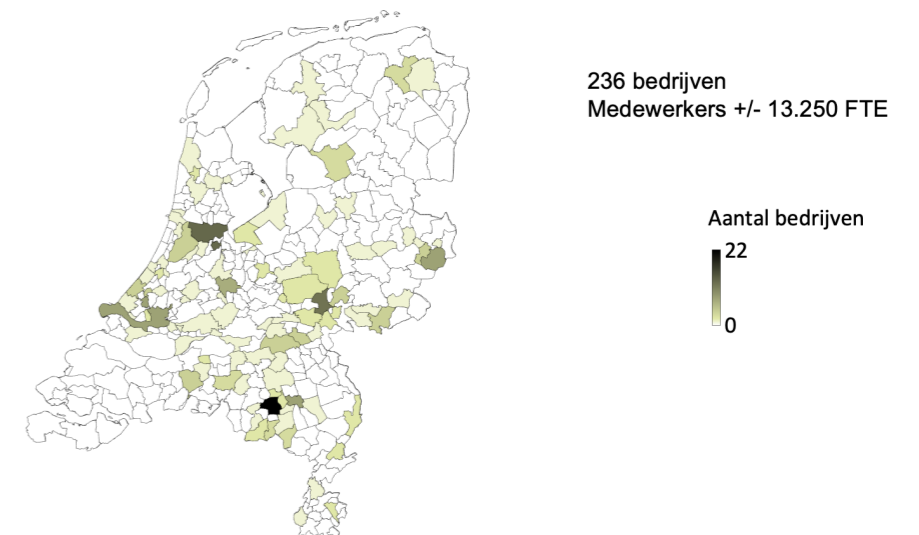 236 bedrijven
Medewerkers +/- 13.250 FTE
Aantal bedrijven
22
0